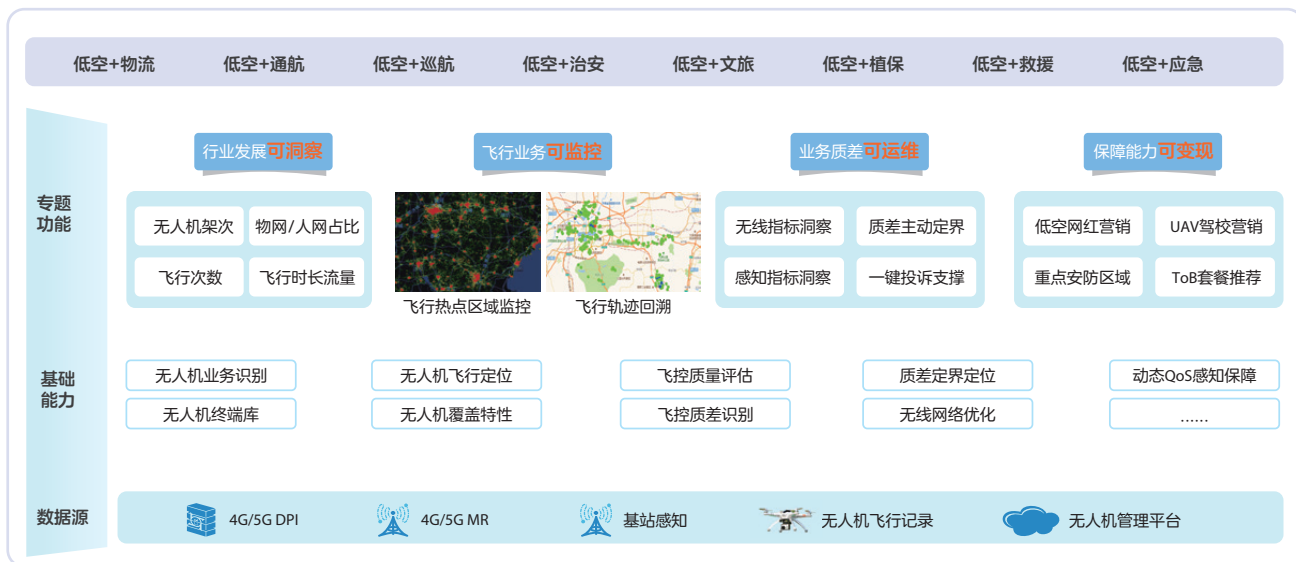 低空+物流 低空+通航 低空+巡航 低空+治安 低空+文旅 低空+植保 低空+救援 低空+应急
行业发展可洞察 飞行业务可监控 业务质差可运维 保障能力可变现
专题
功能
无人机架次 物网/人网占比
飞行次数 飞行时长流量
飞行热点区域监控 飞行轨迹回溯
无线指标洞察 质差主动定界
感知指标洞察 一键投诉支撑
低空网红营销 UAV驾校营销
重点安防区域 ToB套餐推荐
基础
能力
无人机业务识别 无人机飞行定位 飞控质量评估 质差定界定位 动态QoS感知保障
无人机终端库 无人机覆盖特性 飞控质差识别 无线网络优化 ......
数据源 4G/5G DPI 4G/5G MR 基站感知 无人机飞行记录 无人机管理平台